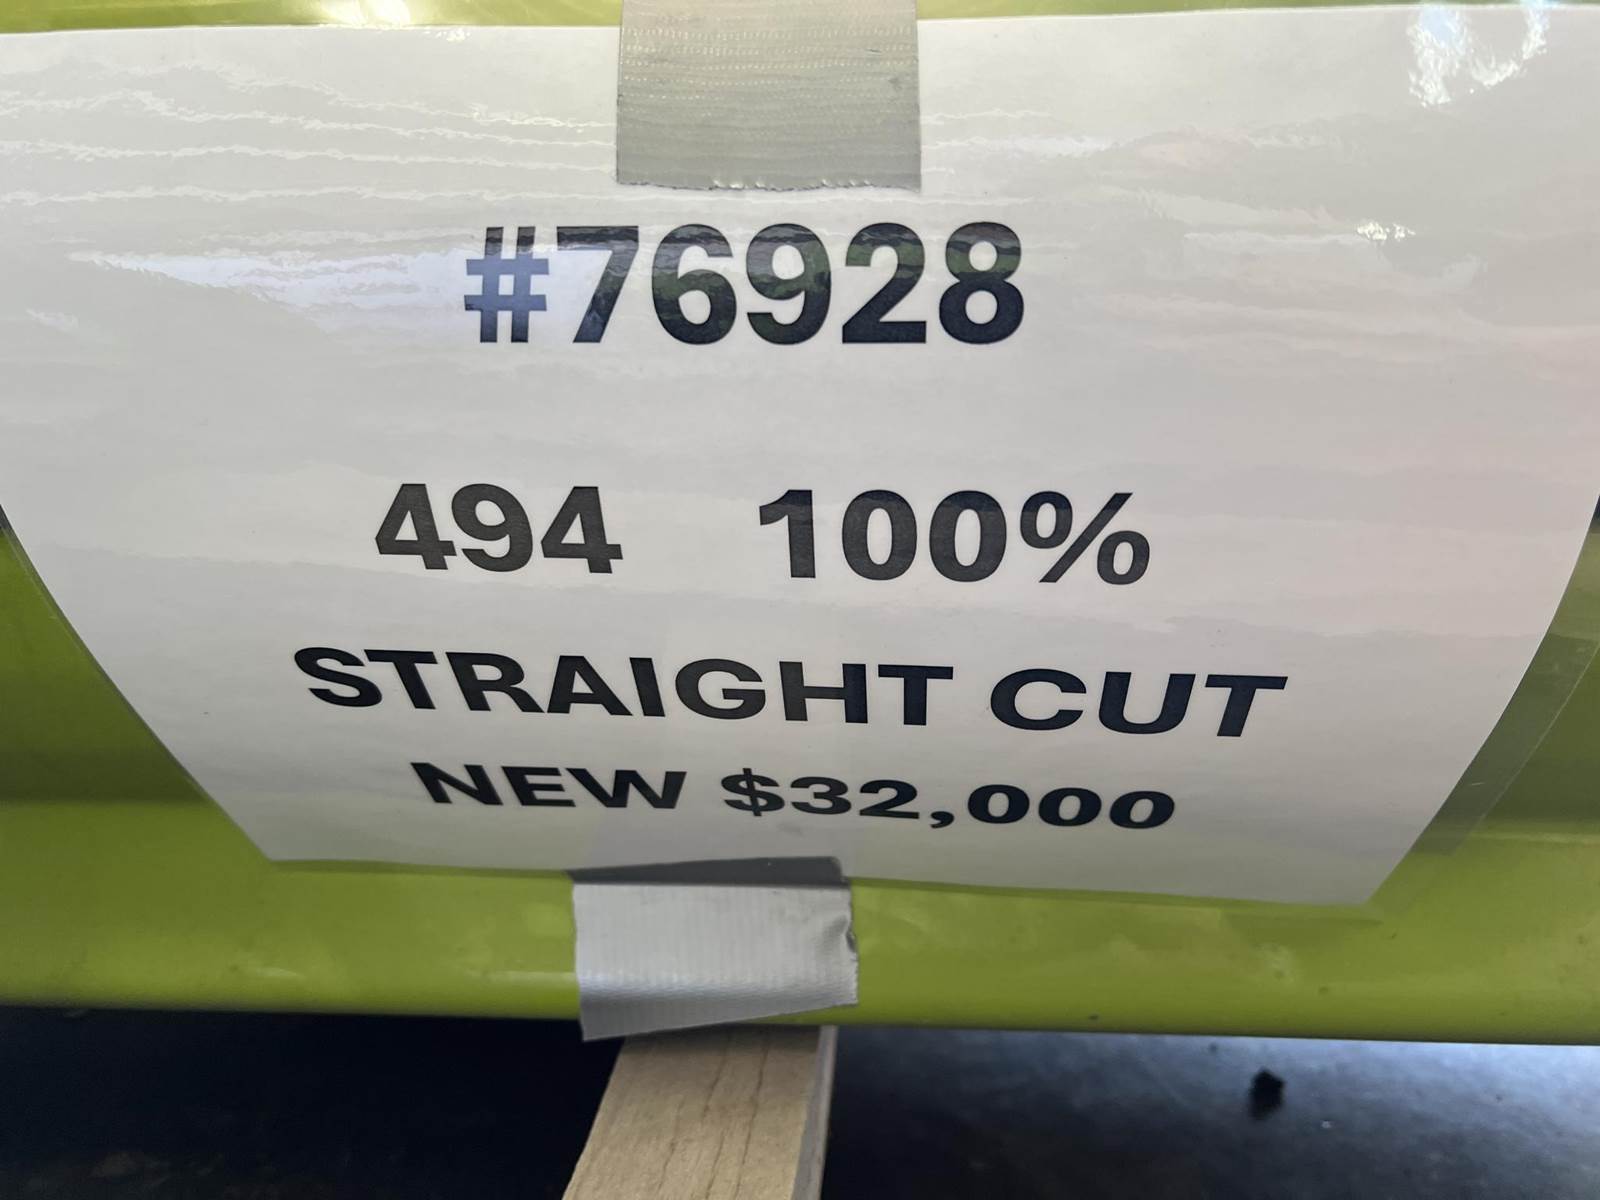 #76928
494 100%
STRAIGHT CUT
NEW $32,000